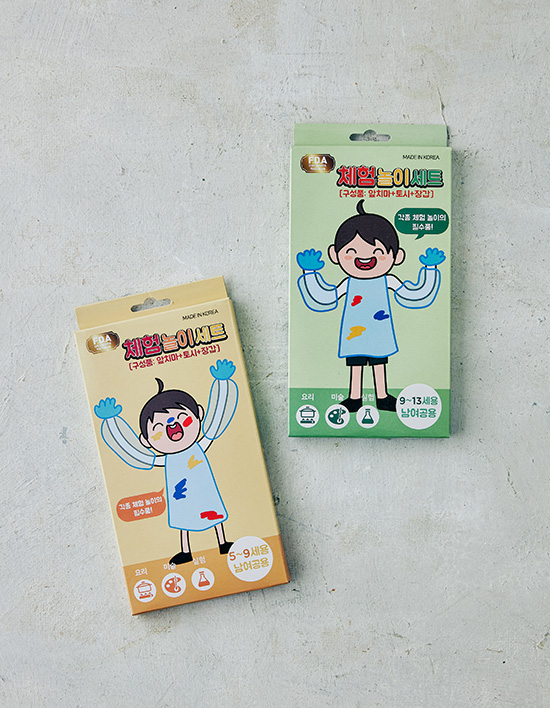 FDA
MADE IN KOREA
체험놀이세트
[구성품: 앞치마+토시+장갑]
각종 체험 놀이의
필수품!
요리 미술 실험
9~13세용
남여공용
FDA
MADE IN KOREA
체험놀이세트
[구성품: 앞치마+토시+장갑]
각종 체험 놀이의
필수품!
요리 미술 실험
5~9세용
남여공용